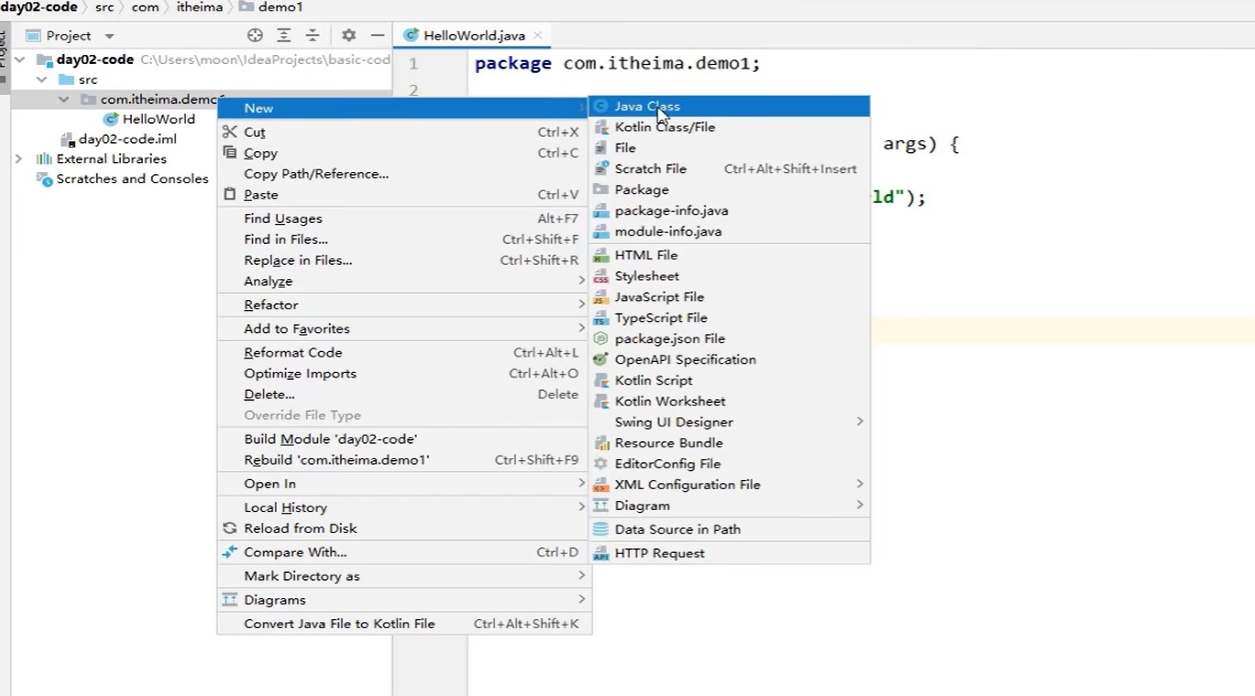 day02-code src com itheima demo1
Project
Project
HelloWorld.java
day02-code C:\Users\moon\IdeaProjects\basic-cod
src
HelloWorld
day02-code.iml
External Libraries
Scratches and Consoles
New
Cut Ctrl+X
Copy Ctrl+C
Copy Path/Reference...
Paste Ctrl+V
Find Usages Alt+F7
Find in Files... Ctrl+Shift+F
Replace in Files... Ctrl+Shift+R
Analyze
Refactor
Add to Favorites
Reformat Code Ctrl+Alt+L
Optimize Imports Ctrl+Alt+O
Delete... Delete
Override File Type
Build Module 'day02-code'
Rebuild 'com.itheima.demo1' Ctrl+Shift+F9
Open In
Local History
Reload from Disk
Compare With... Ctrl+D
Mark Directory as
Diagrams
Convert Java File to Kotlin File Ctrl+Alt+Shift+K
Java Class
Kotlin Class/File
File
Scratch File Ctrl+Alt+Shift+Insert
Package
package-info.java
module-info.java
HTML File
Stylesheet
JavaScript File
TypeScript File
package.json File
OpenAPI Specification
Kotlin Script
Kotlin Worksheet
Swing UI Designer
Resource Bundle
EditorConfig File
XML Configuration File
Diagram
Data Source in Path
HTTP Request
1 package com.itheima.demo1;
2
args) {
ld");